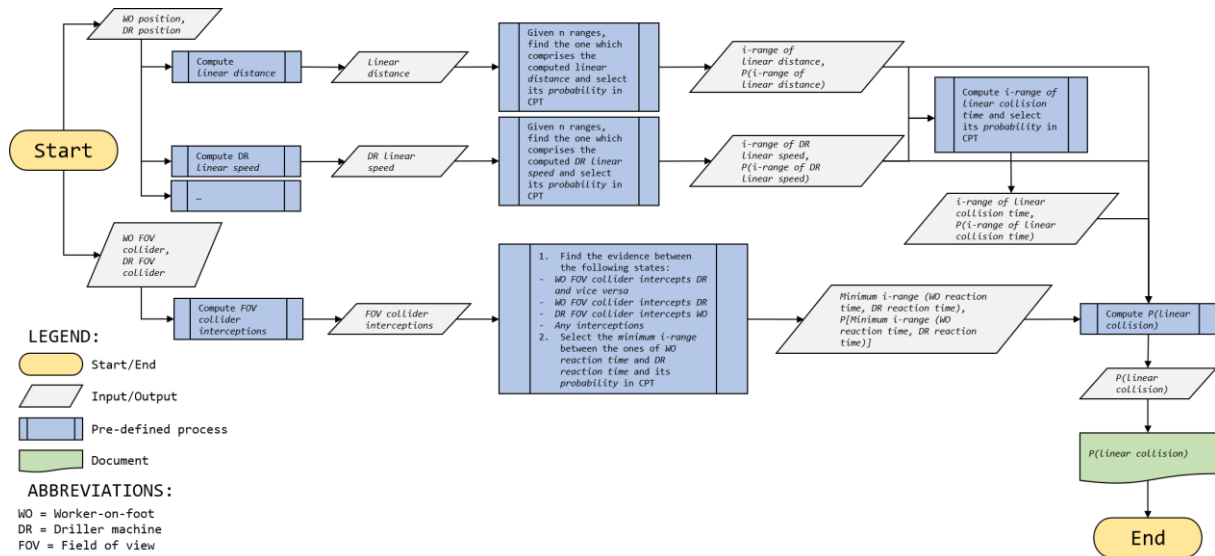 WO position,
DR position
Compute
linear distance
Linear
distance
Given n ranges,
find the one which
comprises the
computed linear
distance and select
its probability in
CPT
i-range of
linear distance,
P(i-range of
linear distance)
Compute i-range of
linear collision
time and select
its probability in
CPT
Start
Compute DR
linear speed
DR linear
speed
Given n ranges,
find the one which
comprises the
computed DR linear
speed and select
its probability in
CPT
i-range of DR
linear speed,
P(i-range of DR
linear speed)
…
i-range of linear
collision time,
P(i-range of linear
collision time)
WO FOV
collider,
DR FOV
collider
Compute FOV
collider
interceptions
FOV collider
interceptions
1. Find the evidence between
the following states:
- WO FOV collider intercepts DR
and vice versa
- WO FOV collider intercepts DR
- DR FOV collider intercepts WO
- Any interceptions
2. Select the minimum i-range
between the ones of WO
reaction time and DR
reaction time and its
probability in CPT
Minimum i-range (WO reaction
time, DR reaction time),
P[Minimum i-range (WO
reaction time, DR reaction
time)]
Compute P(linear
collision)
P(linear
collision)
P(linear collision)
End
LEGEND:
Start/End
Input/Output
Pre-defined process
Document
ABBREVIATIONS:
WO = Worker-on-foot
DR = Driller machine
FOV = Field of view